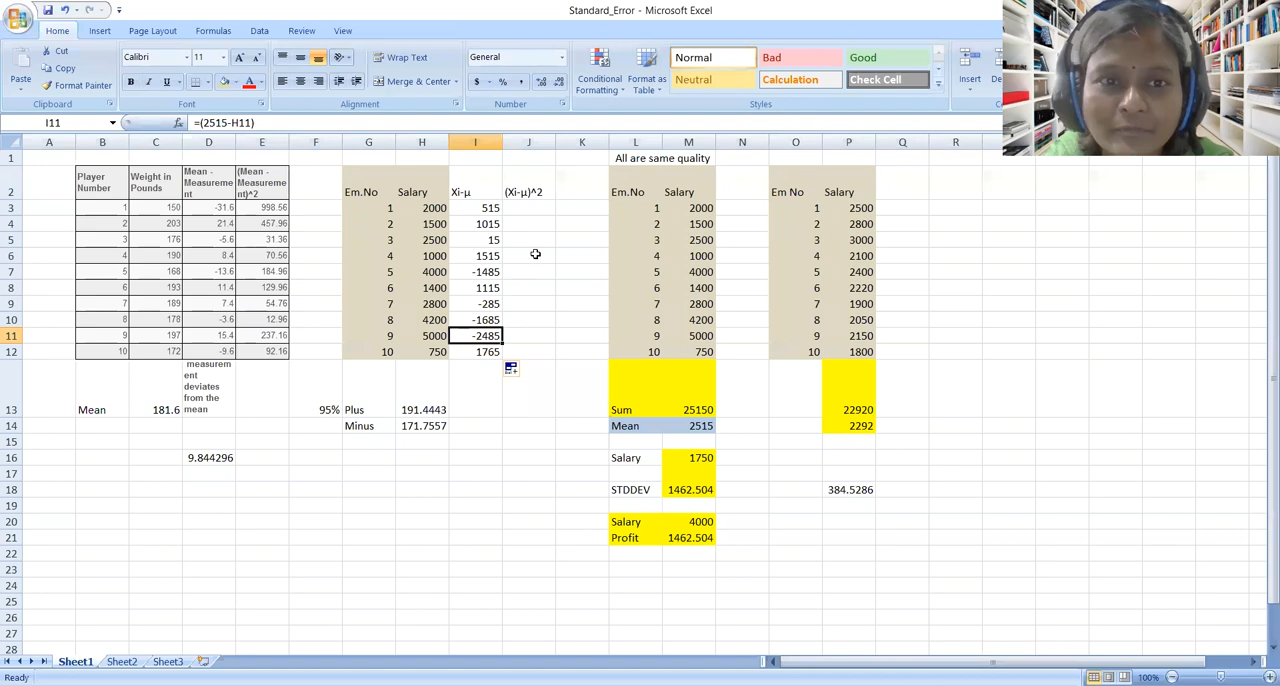 Standard_Error - Microsoft Excel
Home Insert Page Layout Formulas Data Review View
Cut
Copy
Format Painter
Paste
Clipboard
Calibri 11 A A
B I U A
Font
Wrap Text
Merge & Center
Alignment
General
$ % ,
Number
Conditional Formatting
Format as Table
Normal Bad Good
Neutral Calculation Check Cell
Styles
Insert
I11 fx =(2515-H11)
A B C D E F G H I J K L M N O P Q R
1 All are same quality
2 Player Number Weight in Pounds Mean - Measurement (Mean - Measurement)^2 Em.No Salary Xi-μ (Xi-μ)^2 Em.No Salary Em No Salary
3 1 150 -31.6 998.56 1 2000 515 1 2000 1 2500
4 2 203 21.4 457.96 2 1500 1015 2 1500 2 2800
5 3 176 -5.6 31.36 3 2500 15 3 2500 3 3000
6 4 190 8.4 70.56 4 1000 1515 4 1000 4 2100
7 5 168 -13.6 184.96 5 4000 -1485 5 4000 5 2400
8 6 193 11.4 129.96 6 1400 1115 6 1400 6 2220
9 7 189 7.4 54.76 7 2800 -285 7 2800 7 1900
10 8 178 -3.6 12.96 8 4200 -1685 8 4200 8 2050
11 9 197 15.4 237.16 9 5000 -2485 9 5000 9 2150
12 10 172 -9.6 92.16 10 750 1765 10 750 10 1800
measurement deviates from the mean
13 Mean 181.6 95% Plus 191.4443 Sum 25150 22920
14 Minus 171.7557 Mean 2515 2292
15
16 9.844296 Salary 1750
17
18 STDDEV 1462.504 384.5286
19
20 Salary 4000
21 Profit 1462.504
22
23
24
25
26
27
28
Sheet1 Sheet2 Sheet3
Ready 100%